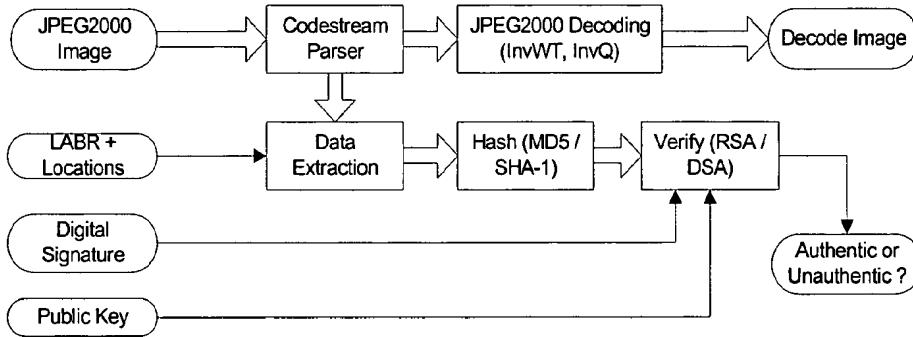 JPEG2000
Image
Codestream
Parser
JPEG2000 Decoding
(InvWT, InvQ)
Decode Image
LABR +
Locations
Data
Extraction
Hash (MD5 /
SHA-1)
Verify (RSA /
DSA)
Digital
Signature
Authentic or
Unauthentic ?
Public Key